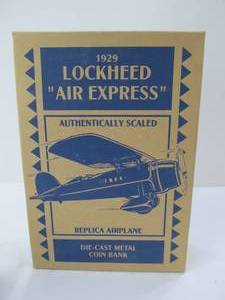 1929
LOCKHEED
"AIR EXPRESS"
AUTHENTICALLY SCALED
REPLICA AIRPLANE
DIE-CAST METAL
COIN BANK